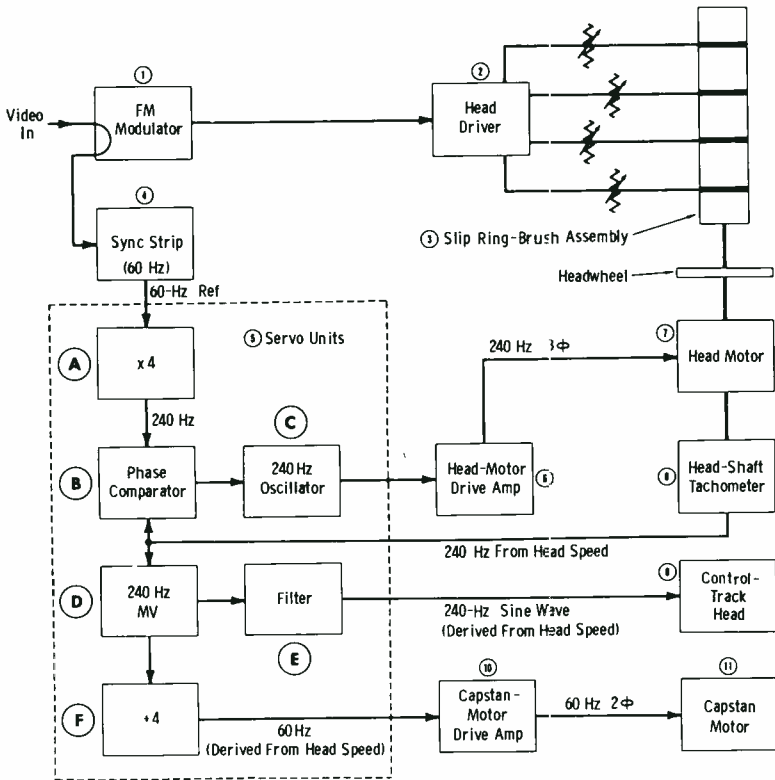 ①
FM
Modulator
Video
In
②
Head
Driver
④
Sync Strip
(60 Hz)
60-Hz Ref
③ Slip Ring-Brush Assembly
Headwheel
⑤ Servo Units
A
x 4
240 Hz
240 Hz 3ϕ
⑦
Head Motor
B
Phase
Comparator
C
240 Hz
Oscillator
Head-Motor
Drive Amp
⑥
⑧
Head-Shaft
Tachometer
240 Hz From Head Speed
D
240 Hz
MV
Filter
E
240-Hz Sine Wave
(Derived From Head Speed)
⑨
Control-
Track
Head
F
÷4
60 Hz
(Derived From Head Speed)
⑩
Capstan-
Motor
Drive Amp
60 Hz 2ϕ
⑪
Capstan
Motor